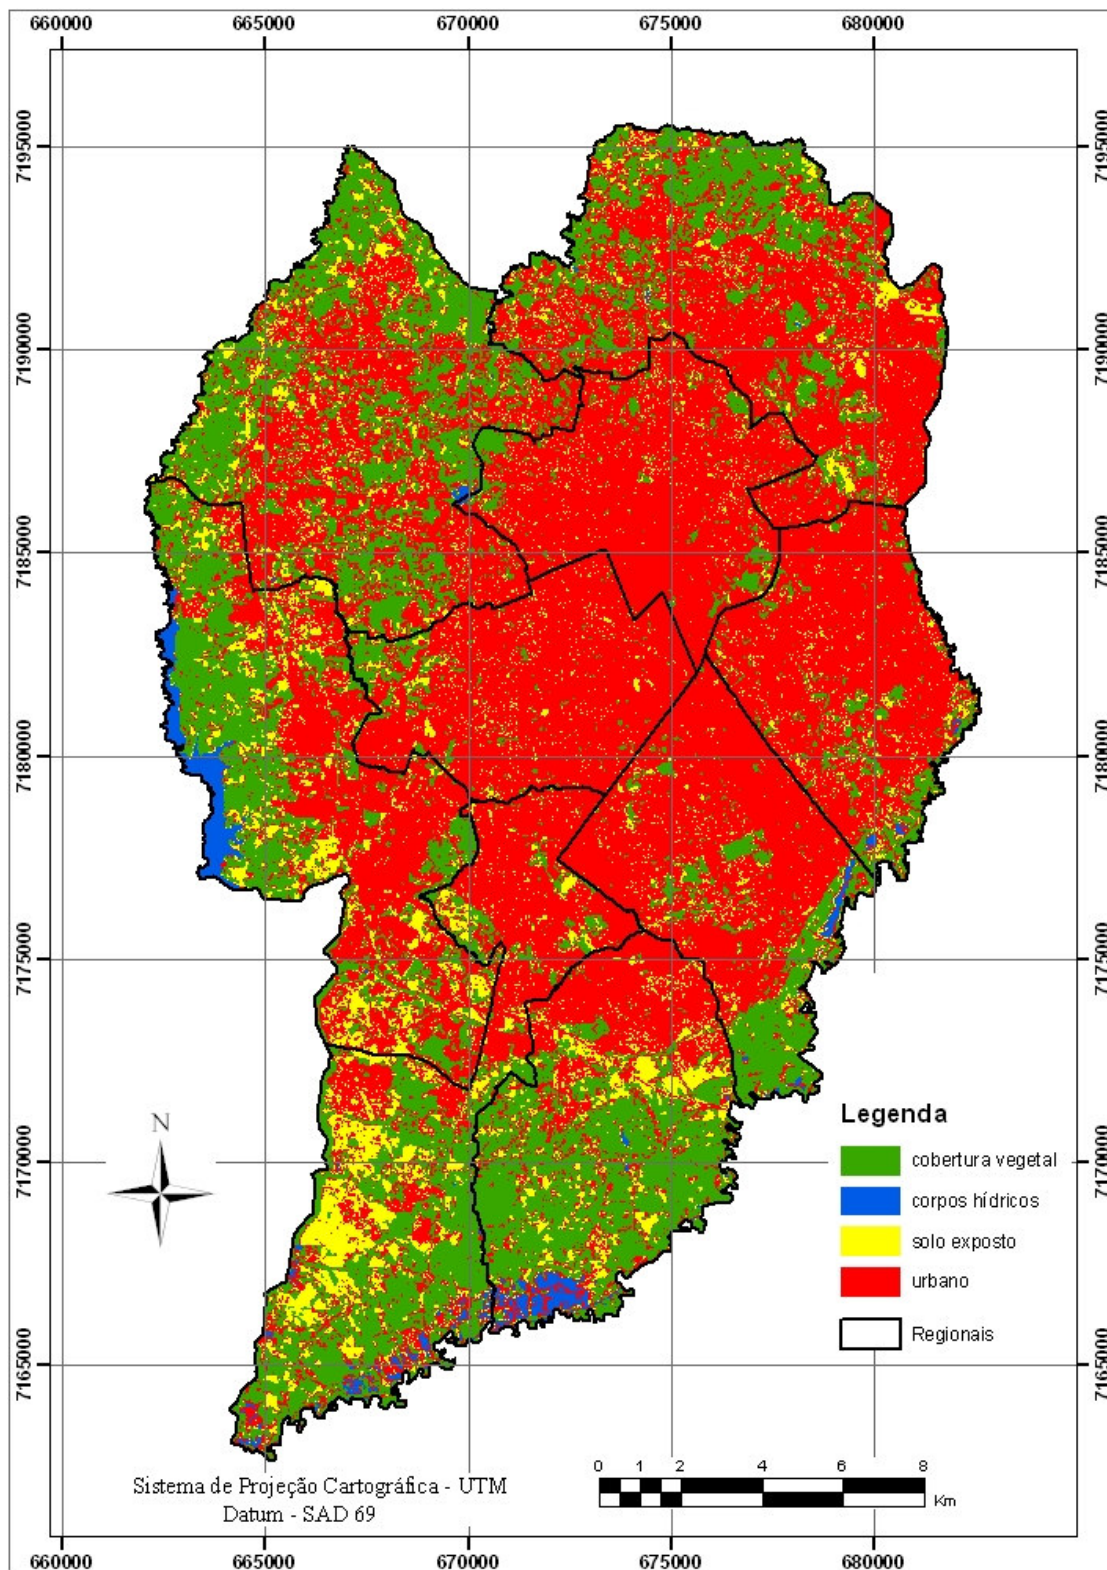 660000 665000 670000 675000 680000
7195000 7195000
7190000 7190000
7185000 7185000
7180000 7180000
7175000 7175000
7170000 7170000
7165000 7165000
N
Legenda
cobertura vegetal
corpos hídricos
solo exposto
urbano
Regionais
Sistema de Projeção Cartográfica - UTM
Datum - SAD 69
0 1 2 4 6 8
Km
660000 665000 670000 675000 680000